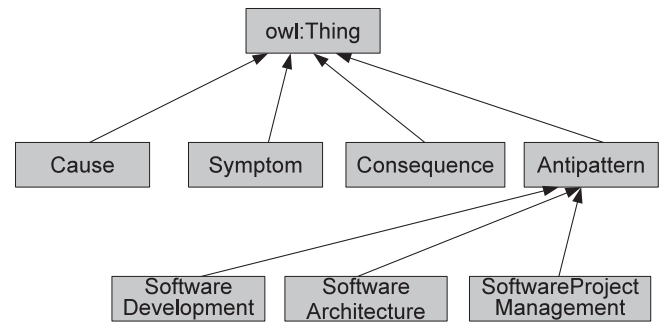 owl:Thing
Cause
Symptom
Consequence
Antipattern
Software
Development
Software
Architecture
SoftwareProject
Management